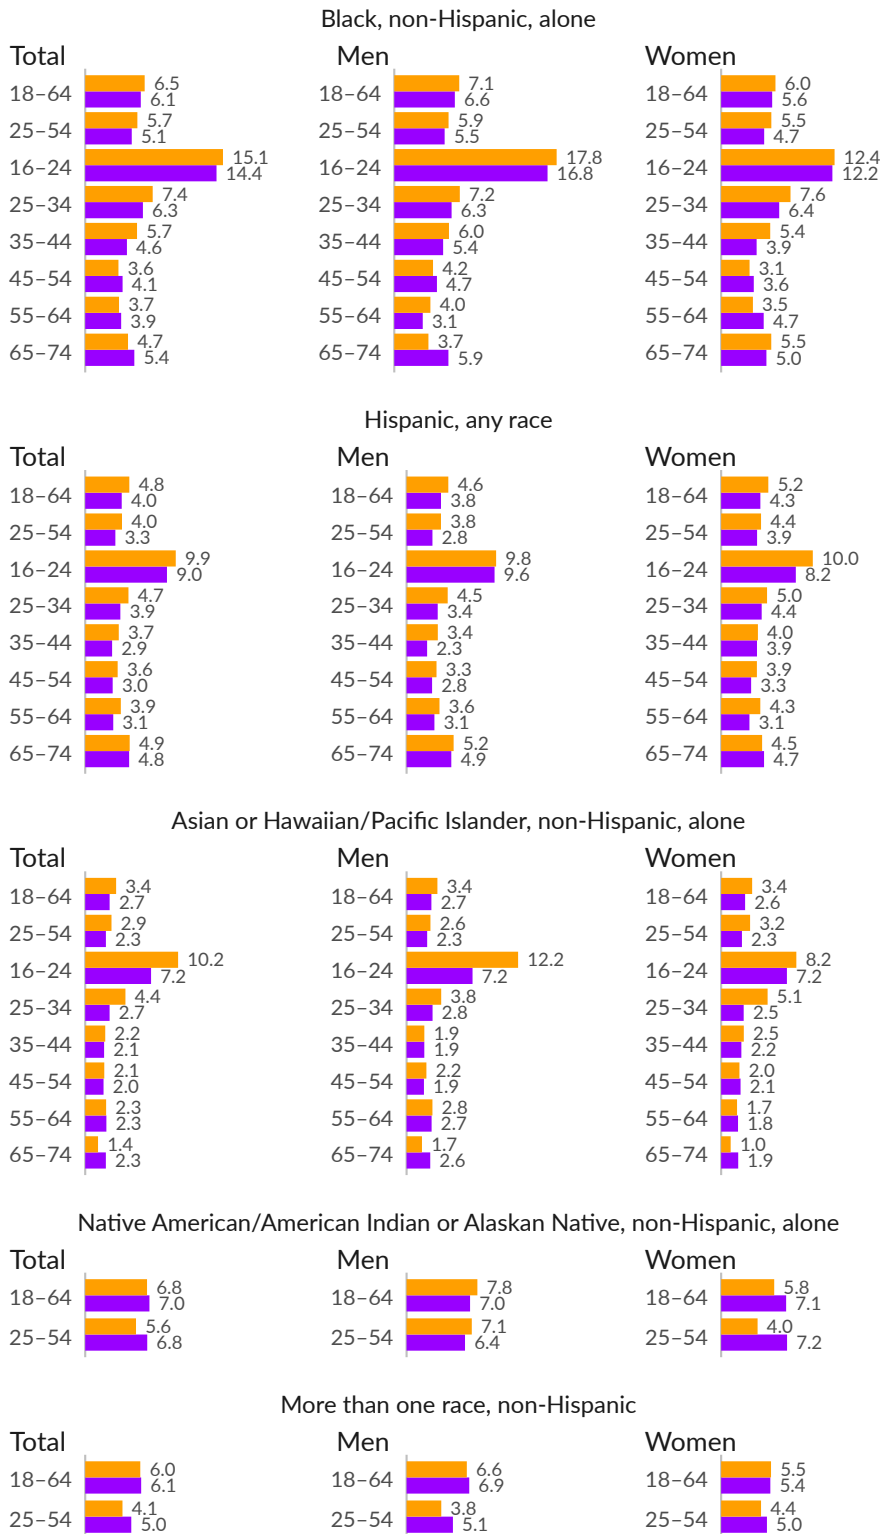 Black, non-Hispanic, alone
Total Men Women
18–64 6.5 6.1 18–64 7.1 6.6 18–64 6.0 5.6
25–54 5.7 5.1 25–54 5.9 5.5 25–54 5.5 4.7
16–24 15.1 14.4 16–24 17.8 16.8 16–24 12.4 12.2
25–34 7.4 6.3 25–34 7.2 6.3 25–34 7.6 6.4
35–44 5.7 4.6 35–44 6.0 5.4 35–44 5.4 3.9
45–54 3.6 4.1 45–54 4.2 4.7 45–54 3.1 3.6
55–64 3.7 3.9 55–64 4.0 3.1 55–64 3.5 4.7
65–74 4.7 5.4 65–74 3.7 5.9 65–74 5.5 5.0
Hispanic, any race
Total Men Women
18–64 4.8 4.0 18–64 4.6 3.8 18–64 5.2 4.3
25–54 4.0 3.3 25–54 3.8 2.8 25–54 4.4 3.9
16–24 9.9 9.0 16–24 9.8 9.6 16–24 10.0 8.2
25–34 4.7 3.9 25–34 4.5 3.4 25–34 5.0 4.4
35–44 3.7 2.9 35–44 3.4 2.3 35–44 4.0 3.9
45–54 3.6 3.0 45–54 3.3 2.8 45–54 3.9 3.3
55–64 3.9 3.1 55–64 3.6 3.1 55–64 4.3 3.1
65–74 4.9 4.8 65–74 5.2 4.9 65–74 4.5 4.7
Asian or Hawaiian/Pacific Islander, non-Hispanic, alone
Total Men Women
18–64 3.4 2.7 18–64 3.4 2.7 18–64 3.4 2.6
25–54 2.9 2.3 25–54 2.6 2.3 25–54 3.2 2.3
16–24 10.2 7.2 16–24 12.2 7.2 16–24 8.2 7.2
25–34 4.4 2.7 25–34 3.8 2.8 25–34 5.1 2.5
35–44 2.2 2.1 35–44 1.9 1.9 35–44 2.5 2.2
45–54 2.1 2.0 45–54 2.2 1.9 45–54 2.0 2.1
55–64 2.3 2.3 55–64 2.8 2.7 55–64 1.7 1.8
65–74 1.4 2.3 65–74 1.7 2.6 65–74 1.0 1.9
Native American/American Indian or Alaskan Native, non-Hispanic, alone
Total Men Women
18–64 6.8 7.0 18–64 7.8 7.0 18–64 5.8 7.1
25–54 5.6 6.8 25–54 7.1 6.4 25–54 4.0 7.2
More than one race, non-Hispanic
Total Men Women
18–64 6.0 6.1 18–64 6.6 6.9 18–64 5.5 5.4
25–54 4.1 5.0 25–54 3.8 5.1 25–54 4.4 5.0